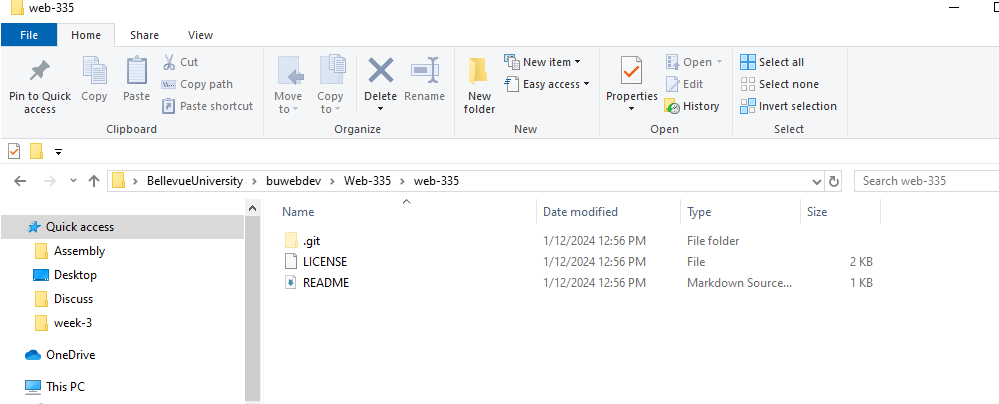 web-335
File Home Share View
Pin to Quick access
Copy
Paste
Cut
Copy path
Paste shortcut
Clipboard
Move to
Copy to
Delete
Rename
Organize
New folder
New item
Easy access
New
Properties
Open
Edit
History
Open
Select all
Select none
Invert selection
Select
BellevueUniversity buwebdev Web-335 web-335
Search web-335
Name Date modified Type Size
Quick access
Assembly
Desktop
Discuss
week-3
OneDrive
This PC
.git 1/12/2024 12:56 PM File folder
LICENSE 1/12/2024 12:56 PM File 2 KB
README 1/12/2024 12:56 PM Markdown Source... 1 KB